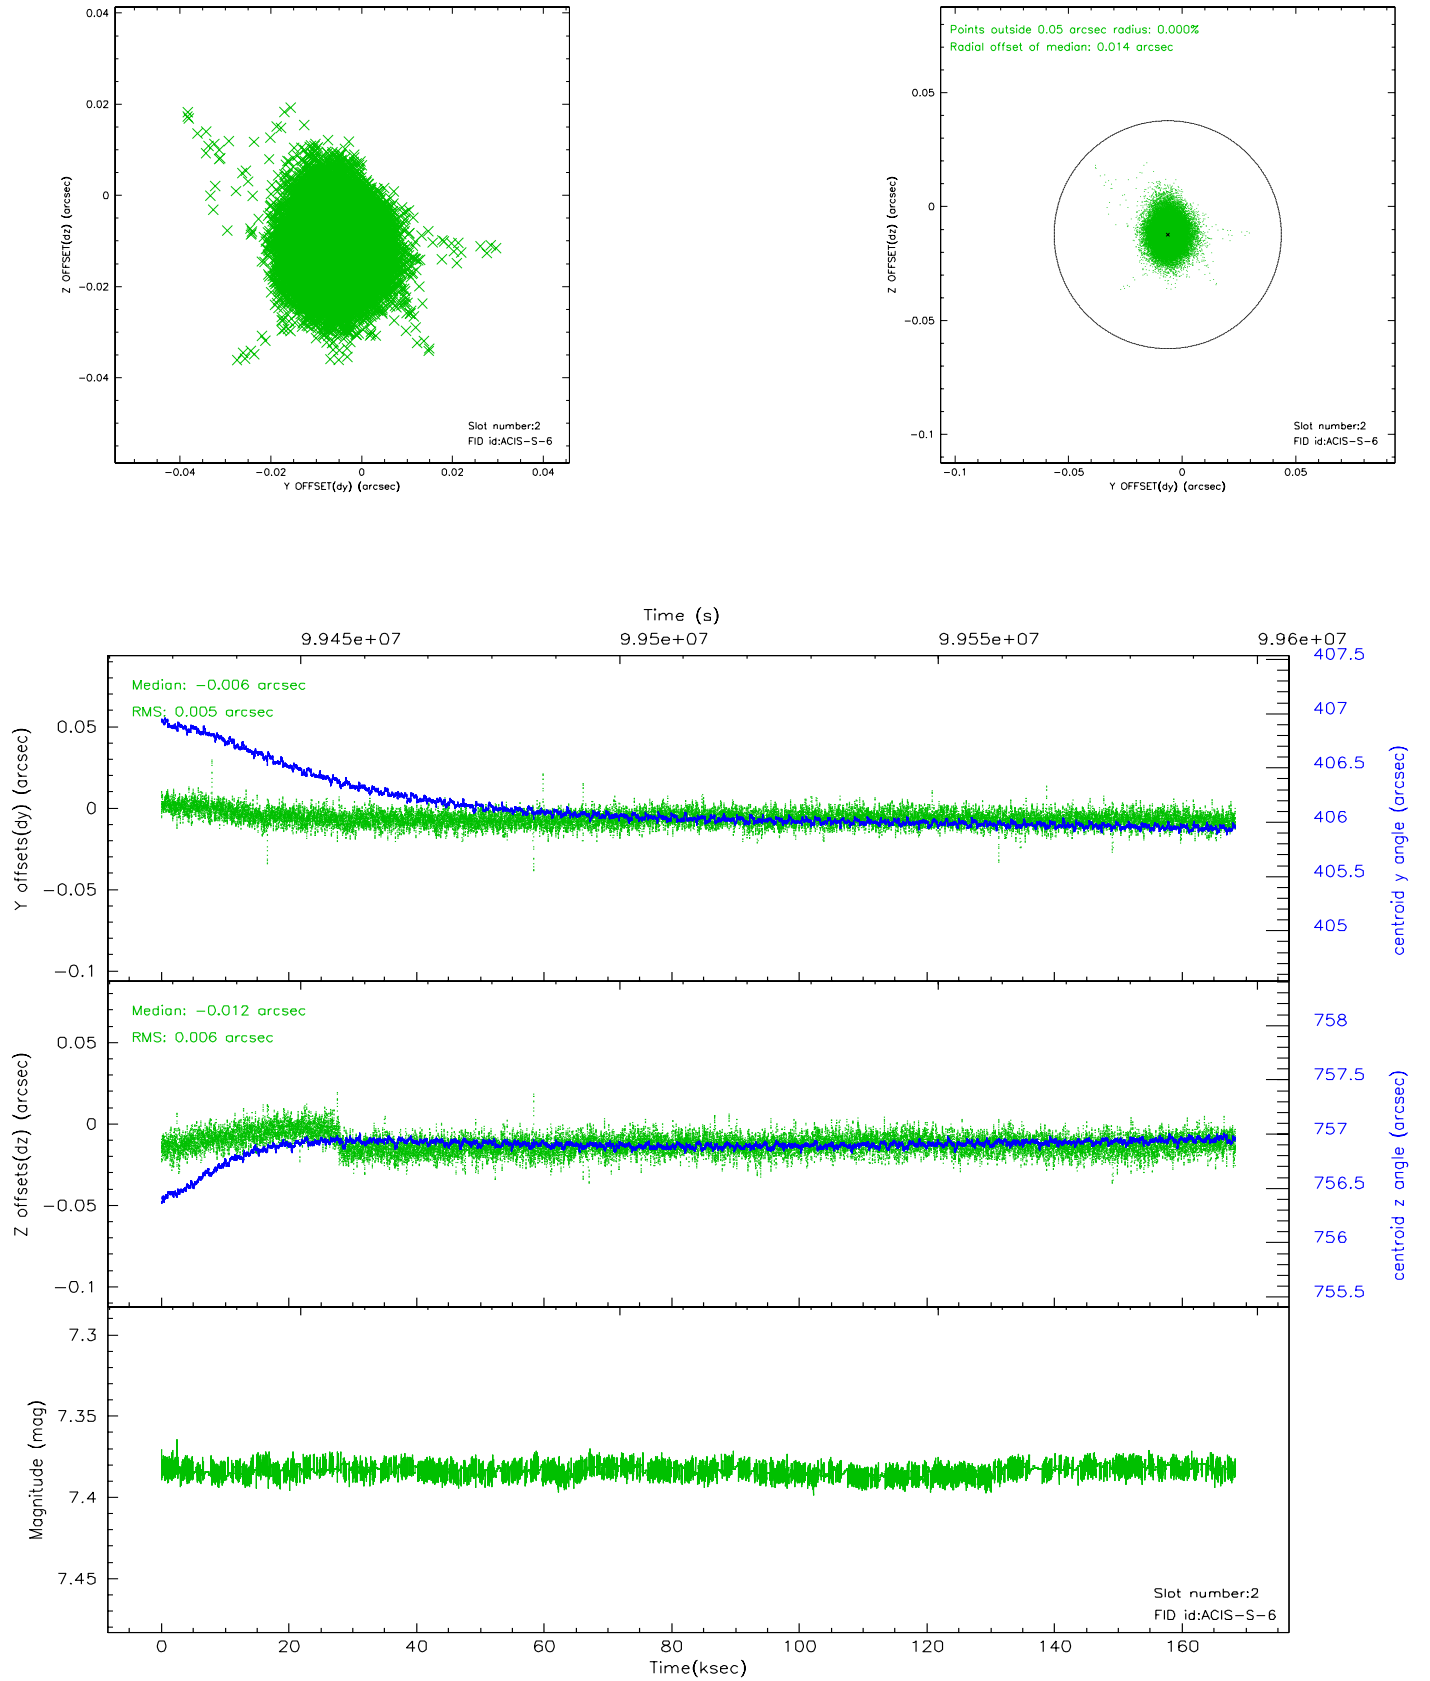 0.04
0.02
0
−0.02
−0.04
Z OFFSET(dz) (arcsec)
−0.04
−0.02
0
0.02
0.04
Y OFFSET(dy) (arcsec)
Slot number:2
FID id:ACIS−S−6
Points outside 0.05 arcsec radius: 0.000%
Radial offset of median: 0.014 arcsec
0.05
0
−0.05
−0.1
Z OFFSET(dz) (arcsec)
−0.1
−0.05
0
0.05
Y OFFSET(dy) (arcsec)
Slot number:2
FID id:ACIS−S−6
Time (s)
9.945e+07
9.95e+07
9.955e+07
9.96e+07
Median: −0.006 arcsec
RMS: 0.005 arcsec
0.05
0
−0.05
−0.1
Y offsets(dy) (arcsec)
407.5
407
406.5
406
405.5
405
centroid y angle (arcsec)
Median: −0.012 arcsec
RMS: 0.006 arcsec
0.05
0
−0.05
−0.1
Z offsets(dz) (arcsec)
758
757.5
757
756.5
756
755.5
centroid z angle (arcsec)
7.3
7.35
7.4
7.45
Magnitude (mag)
Slot number:2
FID id:ACIS−S−6
0
20
40
60
80
100
120
140
160
Time(ksec)